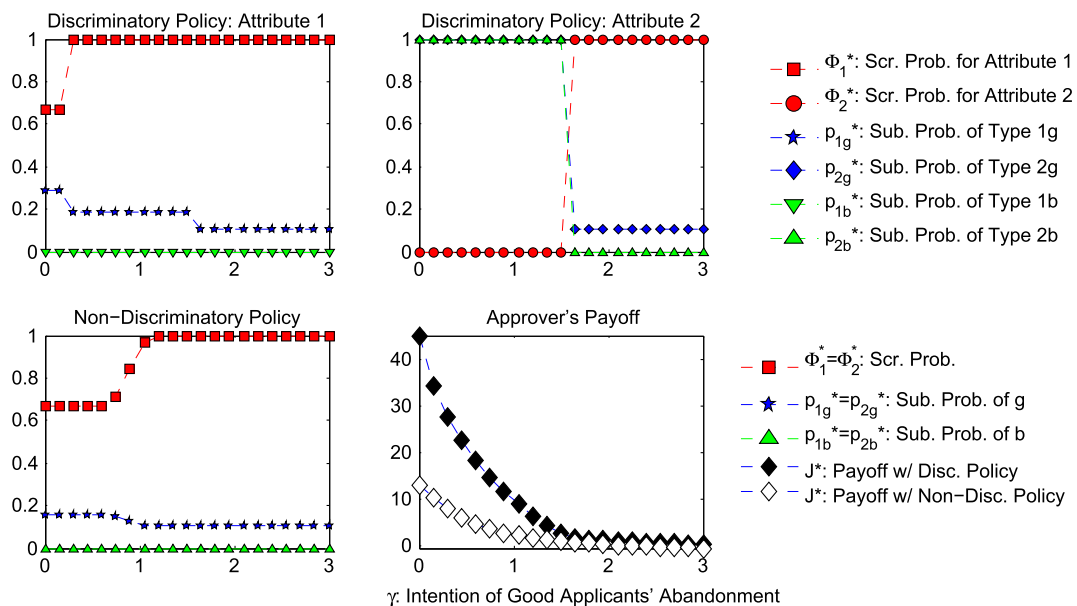 Discriminatory Policy: Attribute 1
1
0.8
0.6
0.4
0.2
0
0 1 2 3
Discriminatory Policy: Attribute 2
1
0.8
0.6
0.4
0.2
0
0 1 2 3
Φ1*: Scr. Prob. for Attribute 1
Φ2*: Scr. Prob. for Attribute 2
p1g*: Sub. Prob. of Type 1g
p2g*: Sub. Prob. of Type 2g
p1b*: Sub. Prob. of Type 1b
p2b*: Sub. Prob. of Type 2b
Non−Discriminatory Policy
1
0.8
0.6
0.4
0.2
0
0 1 2 3
Approver's Payoff
40
30
20
10
0
0 1 2 3
Φ1*=Φ2*: Scr. Prob.
p1g*=p2g*: Sub. Prob. of g
p1b*=p2b*: Sub. Prob. of b
J*: Payoff w/ Disc. Policy
J*: Payoff w/ Non−Disc. Policy
γ: Intention of Good Applicants' Abandonment